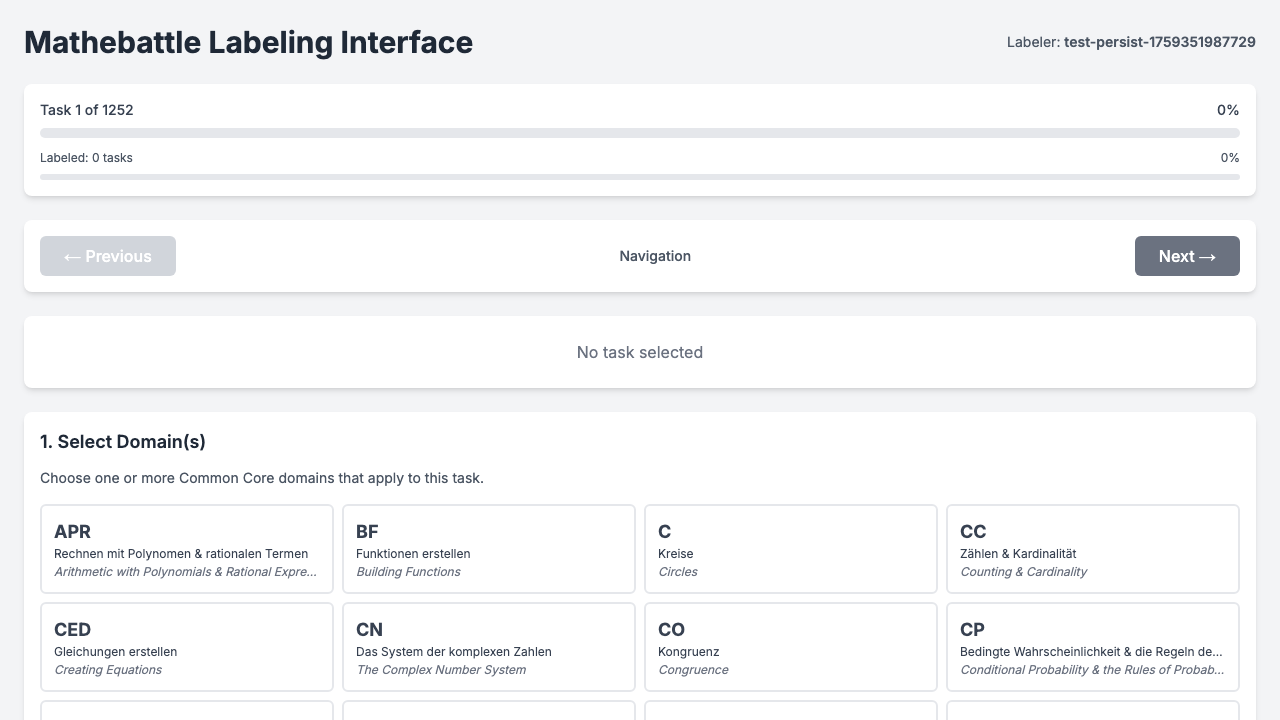 Mathebattle Labeling Interface
Labeler: test-persist-1759351987729
Task 1 of 1252
0%
Labeled: 0 tasks
0%
← Previous
Navigation
Next →
No task selected
1. Select Domain(s)
Choose one or more Common Core domains that apply to this task.
APR
Rechnen mit Polynomen & rationalen Termen
Arithmetic with Polynomials & Rational Expre...
BF
Funktionen erstellen
Building Functions
C
Kreise
Circles
CC
Zählen & Kardinalität
Counting & Cardinality
CED
Gleichungen erstellen
Creating Equations
CN
Das System der komplexen Zahlen
The Complex Number System
CO
Kongruenz
Congruence
CP
Bedingte Wahrscheinlichkeit & die Regeln de...
Conditional Probability & the Rules of Probab...